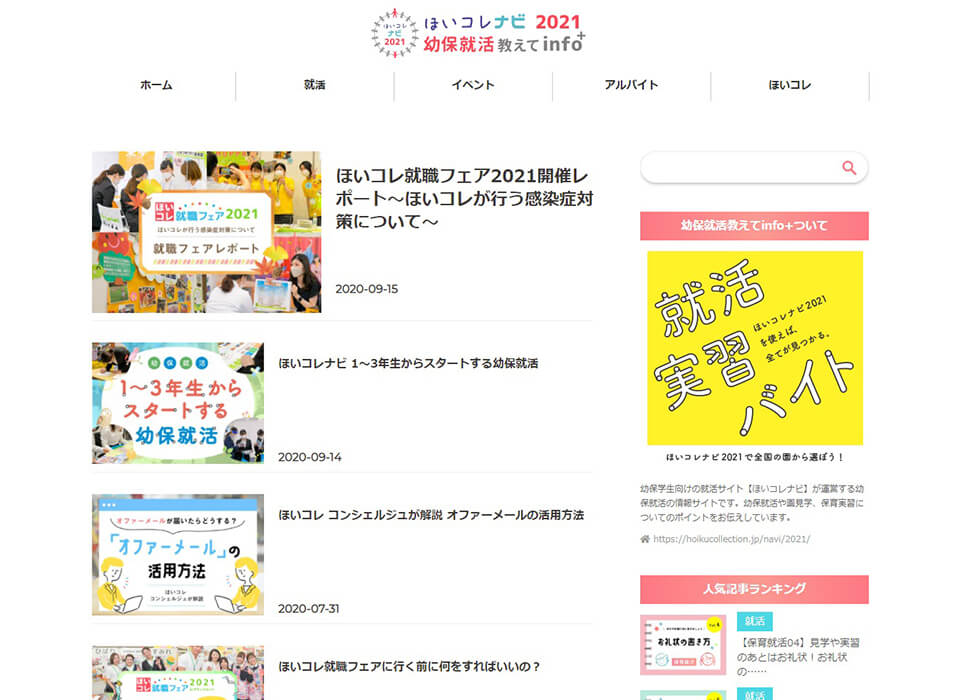 ほいコレ
ナビ
2021
ほいコレナビ 2021
幼保就活教えてinfo+
ホーム
就活
イベント
アルバイト
ほいコレ
ほいコレ就職フェア2021
ほいコレが行う感染症対策について
就職フェアレポート
ほいコレ就職フェア2021開催レ
ポート～ほいコレが行う感染症対
策について～
2020-09-15
幼保就活
1～3年生から
スタートする
幼保就活
ほいコレナビ 1～3年生からスタートする幼保就活
2020-09-14
オファーメールが届いたらどうする？
「オファーメール」の
活用方法
ほいコレ
コンシェルジュが解説
ほいコレ コンシェルジュが解説 オファーメールの活用方法
2020-07-31
ほいコレ就職フェア2021
ほいコレ就職フェアに行く前に何をすればいいの？
幼保就活教えてinfo+ついて
就活
実習
バイト
ほいコレナビ2021
を使えば、
全てが見つかる。
ほいコレナビ2021で全国の園から選ぼう！
幼保学生向けの就活サイト【ほいコレナビ】が運営する幼
保就活の情報サイトです。幼保就活や園見学、保育実習に
ついてのポイントをお伝えしています。
https://hoikucollection.jp/navi/2021/
人気記事ランキング
お礼状の書き方
就活
【保育就活04】見学や実習
のあとはお礼状！お礼状
の……
就活